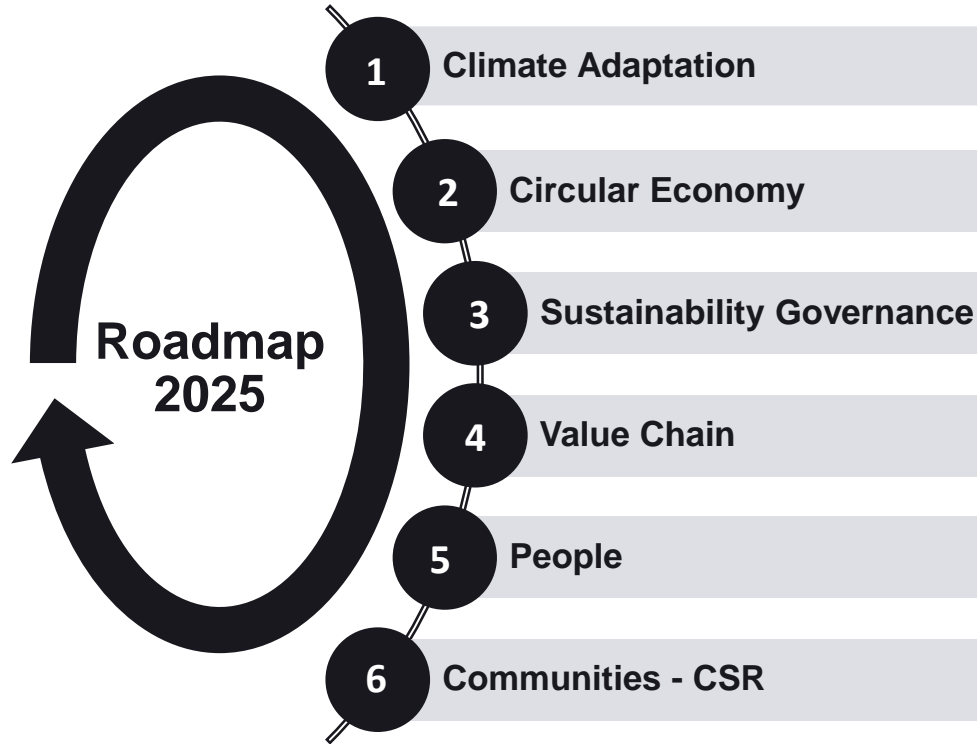 Roadmap
2025
1
Climate Adaptation
2
Circular Economy
3
Sustainability Governance
4
Value Chain
5
People
6
Communities - CSR